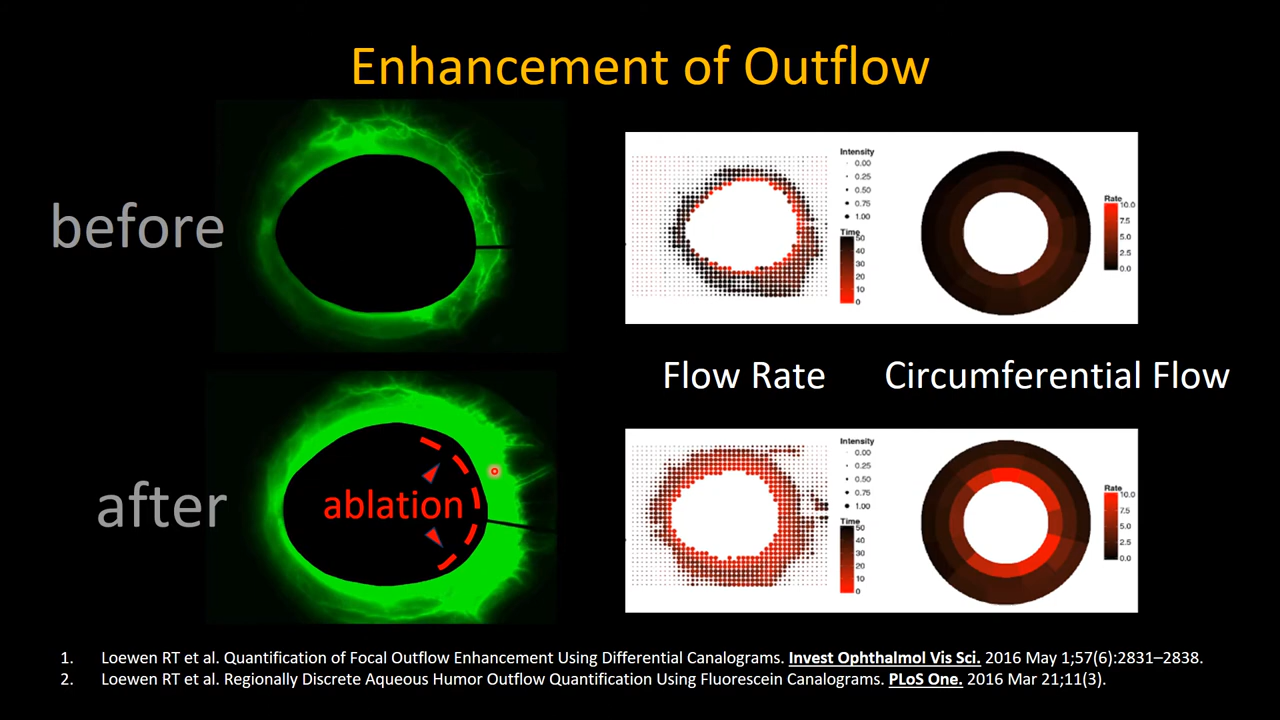 Enhancement of Outflow
before
Intensity
0.00
0.25
0.50
0.75
1.00
Time
50
40
30
20
10
0
Rate
10.0
7.5
5.0
2.5
0.0
Flow Rate
Circumferential Flow
after
ablation
Intensity
0.00
0.25
0.50
0.75
1.00
Time
50
40
30
20
10
0
Rate
10.0
7.5
5.0
2.5
0.0
1. Loewen RT et al. Quantification of Focal Outflow Enhancement Using Differential Canalograms. Invest Ophthalmol Vis Sci. 2016 May 1;57(6):2831–2838.
2. Loewen RT et al. Regionally Discrete Aqueous Humor Outflow Quantification Using Fluorescein Canalograms. PLoS One. 2016 Mar 21;11(3).